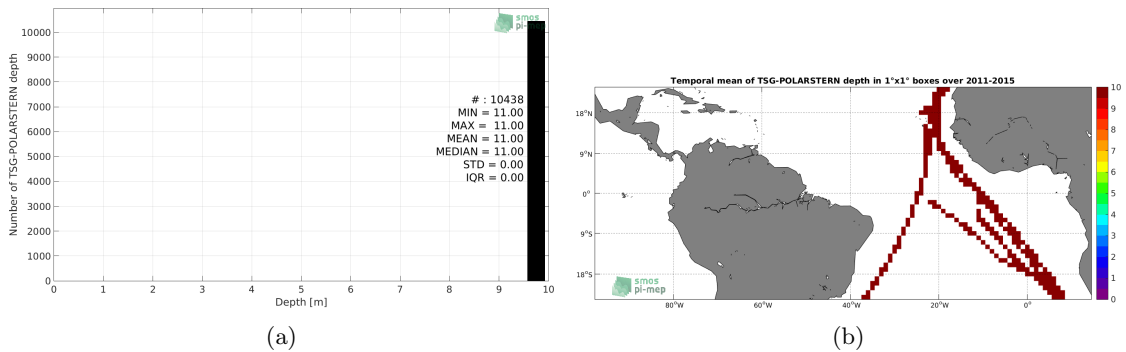 smos
pi-mep
10000
9000
8000
7000
6000
5000
4000
3000
2000
1000
0
Number of TSG-POLARSTERN depth
# : 10438
MIN = 11.00
MAX = 11.00
MEAN = 11.00
MEDIAN = 11.00
STD = 0.00
IQR = 0.00
0 1 2 3 4 5 6 7 8 9 10
Depth [m]
(a)
Temporal mean of TSG-POLARSTERN depth in 1°x1° boxes over 2011-2015
18°N
9°N
0°
9°S
18°S
80°W 60°W 40°W 20°W 0°
smos
pi-mep
10
9
8
7
6
5
4
3
2
1
0
(b)